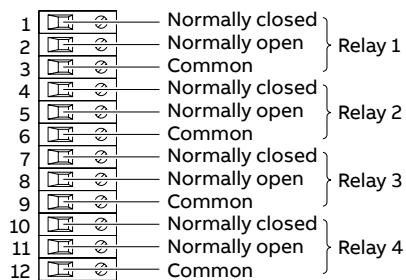 1 Normally closed
2 Normally open Relay 1
3 Common
4 Normally closed
5 Normally open Relay 2
6 Common
7 Normally closed
8 Normally open Relay 3
9 Common
10 Normally closed
11 Normally open Relay 4
12 Common